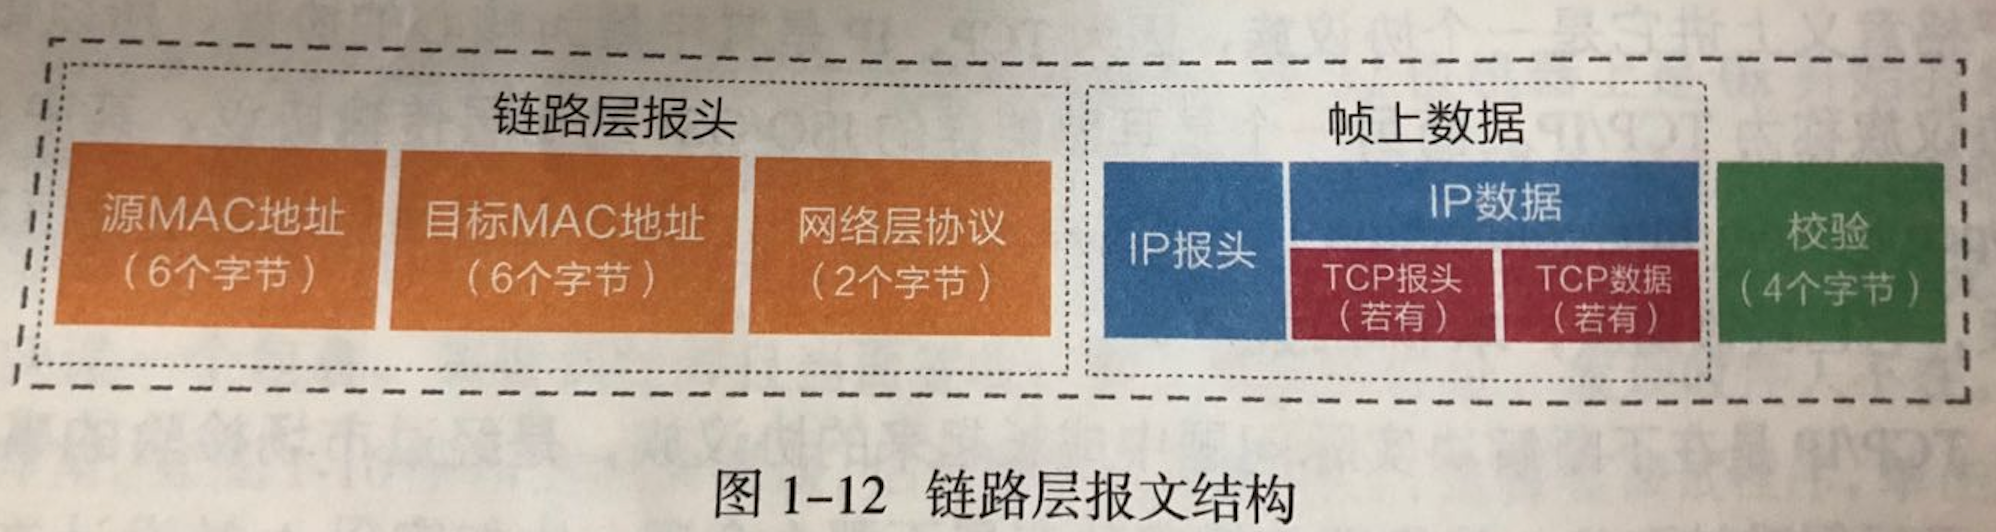 链路层报头
帧上数据
源MAC地址
(6个字节)
目标MAC地址
(6个字节)
网络层协议
(2个字节)
IP报头
IP数据
TCP报头
(若有)
TCP数据
(若有)
校验
(4个字节)
图 1-12 链路层报文结构